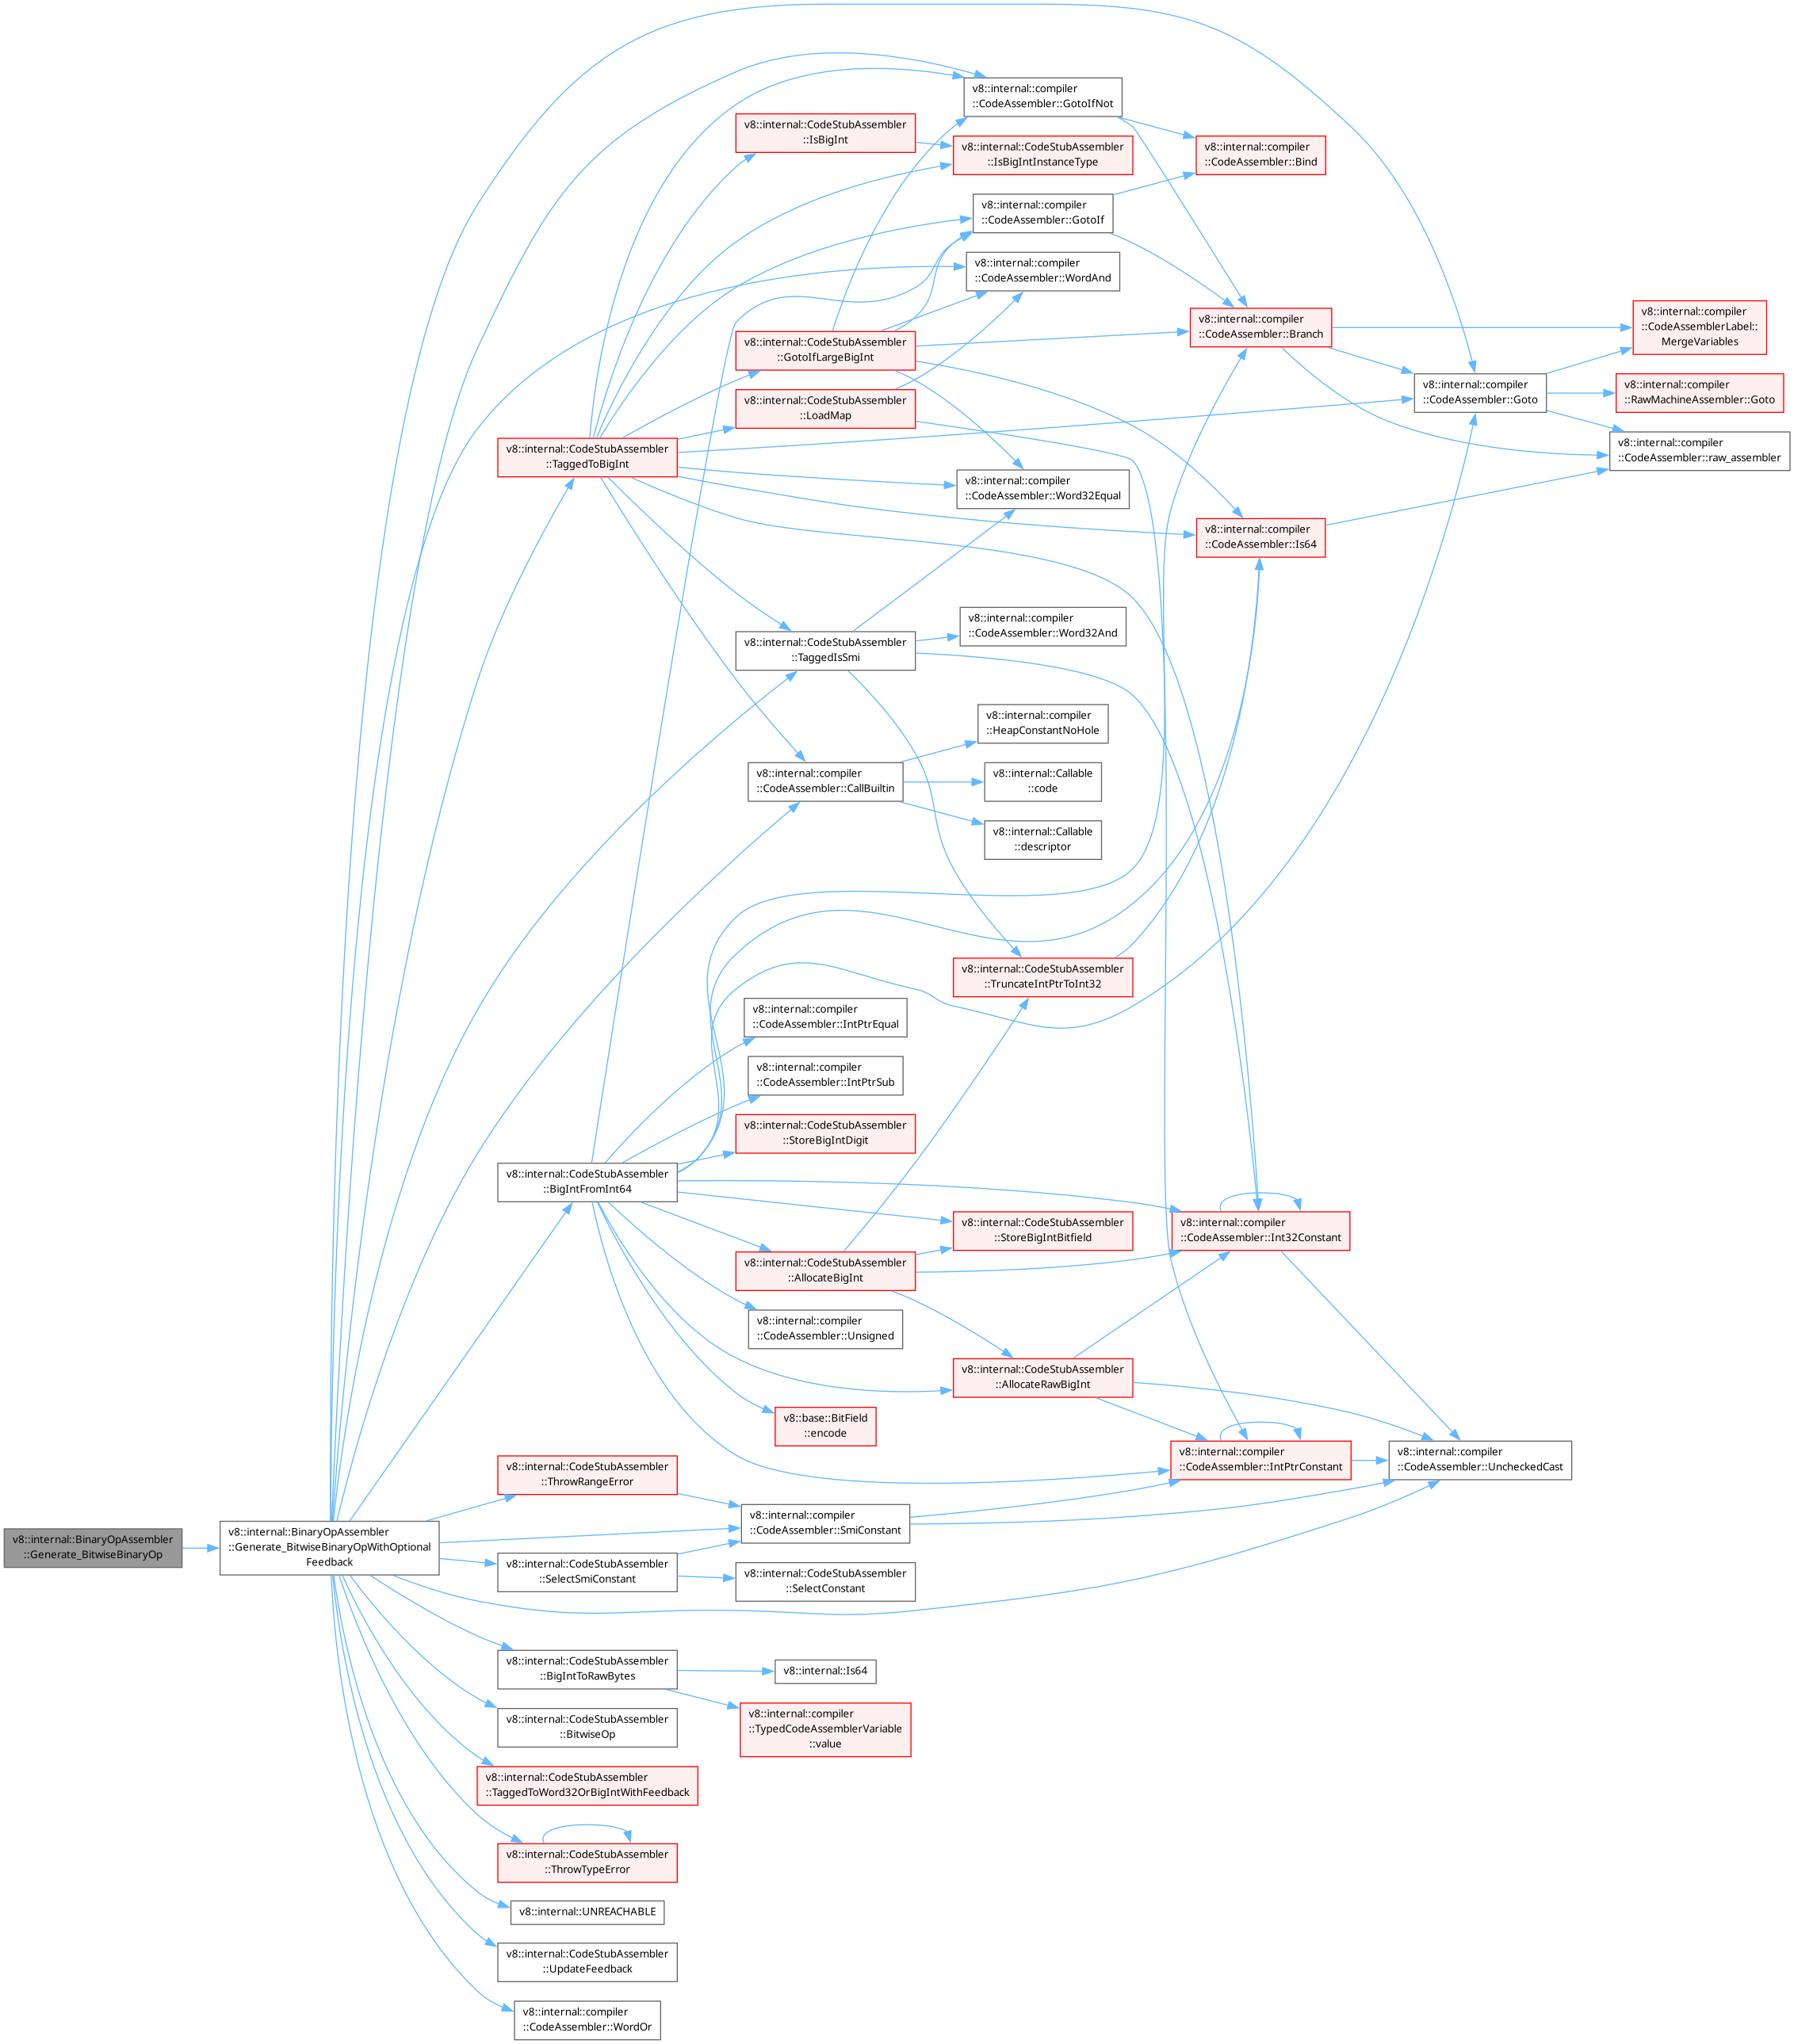 v8::internal::compiler
::CodeAssembler::GotoIfNot
v8::internal::CodeStubAssembler
::IsBigInt
v8::internal::CodeStubAssembler
::IsBigIntInstanceType
v8::internal::compiler
::CodeAssembler::Bind
v8::internal::compiler
::CodeAssembler::GotoIf
v8::internal::compiler
::CodeAssembler::WordAnd
v8::internal::CodeStubAssembler
::GotoIfLargeBigInt
v8::internal::compiler
::CodeAssembler::Branch
v8::internal::compiler
::CodeAssemblerLabel::
MergeVariables
v8::internal::CodeStubAssembler
::LoadMap
v8::internal::compiler
::CodeAssembler::Goto
v8::internal::compiler
::RawMachineAssembler::Goto
v8::internal::CodeStubAssembler
::TaggedToBigInt
v8::internal::compiler
::CodeAssembler::raw_assembler
v8::internal::compiler
::CodeAssembler::Word32Equal
v8::internal::compiler
::CodeAssembler::Is64
v8::internal::CodeStubAssembler
::TaggedIsSmi
v8::internal::compiler
::CodeAssembler::Word32And
v8::internal::compiler
::HeapConstantNoHole
v8::internal::compiler
::CodeAssembler::CallBuiltin
v8::internal::Callable
::code
v8::internal::Callable
::descriptor
v8::internal::CodeStubAssembler
::TruncateIntPtrToInt32
v8::internal::compiler
::CodeAssembler::IntPtrEqual
v8::internal::compiler
::CodeAssembler::IntPtrSub
v8::internal::CodeStubAssembler
::StoreBigIntDigit
v8::internal::CodeStubAssembler
::BigIntFromInt64
v8::internal::CodeStubAssembler
::StoreBigIntBitfield
v8::internal::compiler
::CodeAssembler::Int32Constant
v8::internal::CodeStubAssembler
::AllocateBigInt
v8::internal::compiler
::CodeAssembler::Unsigned
v8::internal::CodeStubAssembler
::AllocateRawBigInt
v8::base::BitField
::encode
v8::internal::compiler
::CodeAssembler::IntPtrConstant
v8::internal::compiler
::CodeAssembler::UncheckedCast
v8::internal::CodeStubAssembler
::ThrowRangeError
v8::internal::compiler
::CodeAssembler::SmiConstant
v8::internal::BinaryOpAssembler
::Generate_BitwiseBinaryOp
v8::internal::BinaryOpAssembler
::Generate_BitwiseBinaryOpWithOptional
Feedback
v8::internal::CodeStubAssembler
::SelectSmiConstant
v8::internal::CodeStubAssembler
::SelectConstant
v8::internal::CodeStubAssembler
::BigIntToRawBytes
v8::internal::Is64
v8::internal::CodeStubAssembler
::BitwiseOp
v8::internal::compiler
::TypedCodeAssemblerVariable
::value
v8::internal::CodeStubAssembler
::TaggedToWord32OrBigIntWithFeedback
v8::internal::CodeStubAssembler
::ThrowTypeError
v8::internal::UNREACHABLE
v8::internal::CodeStubAssembler
::UpdateFeedback
v8::internal::compiler
::CodeAssembler::WordOr